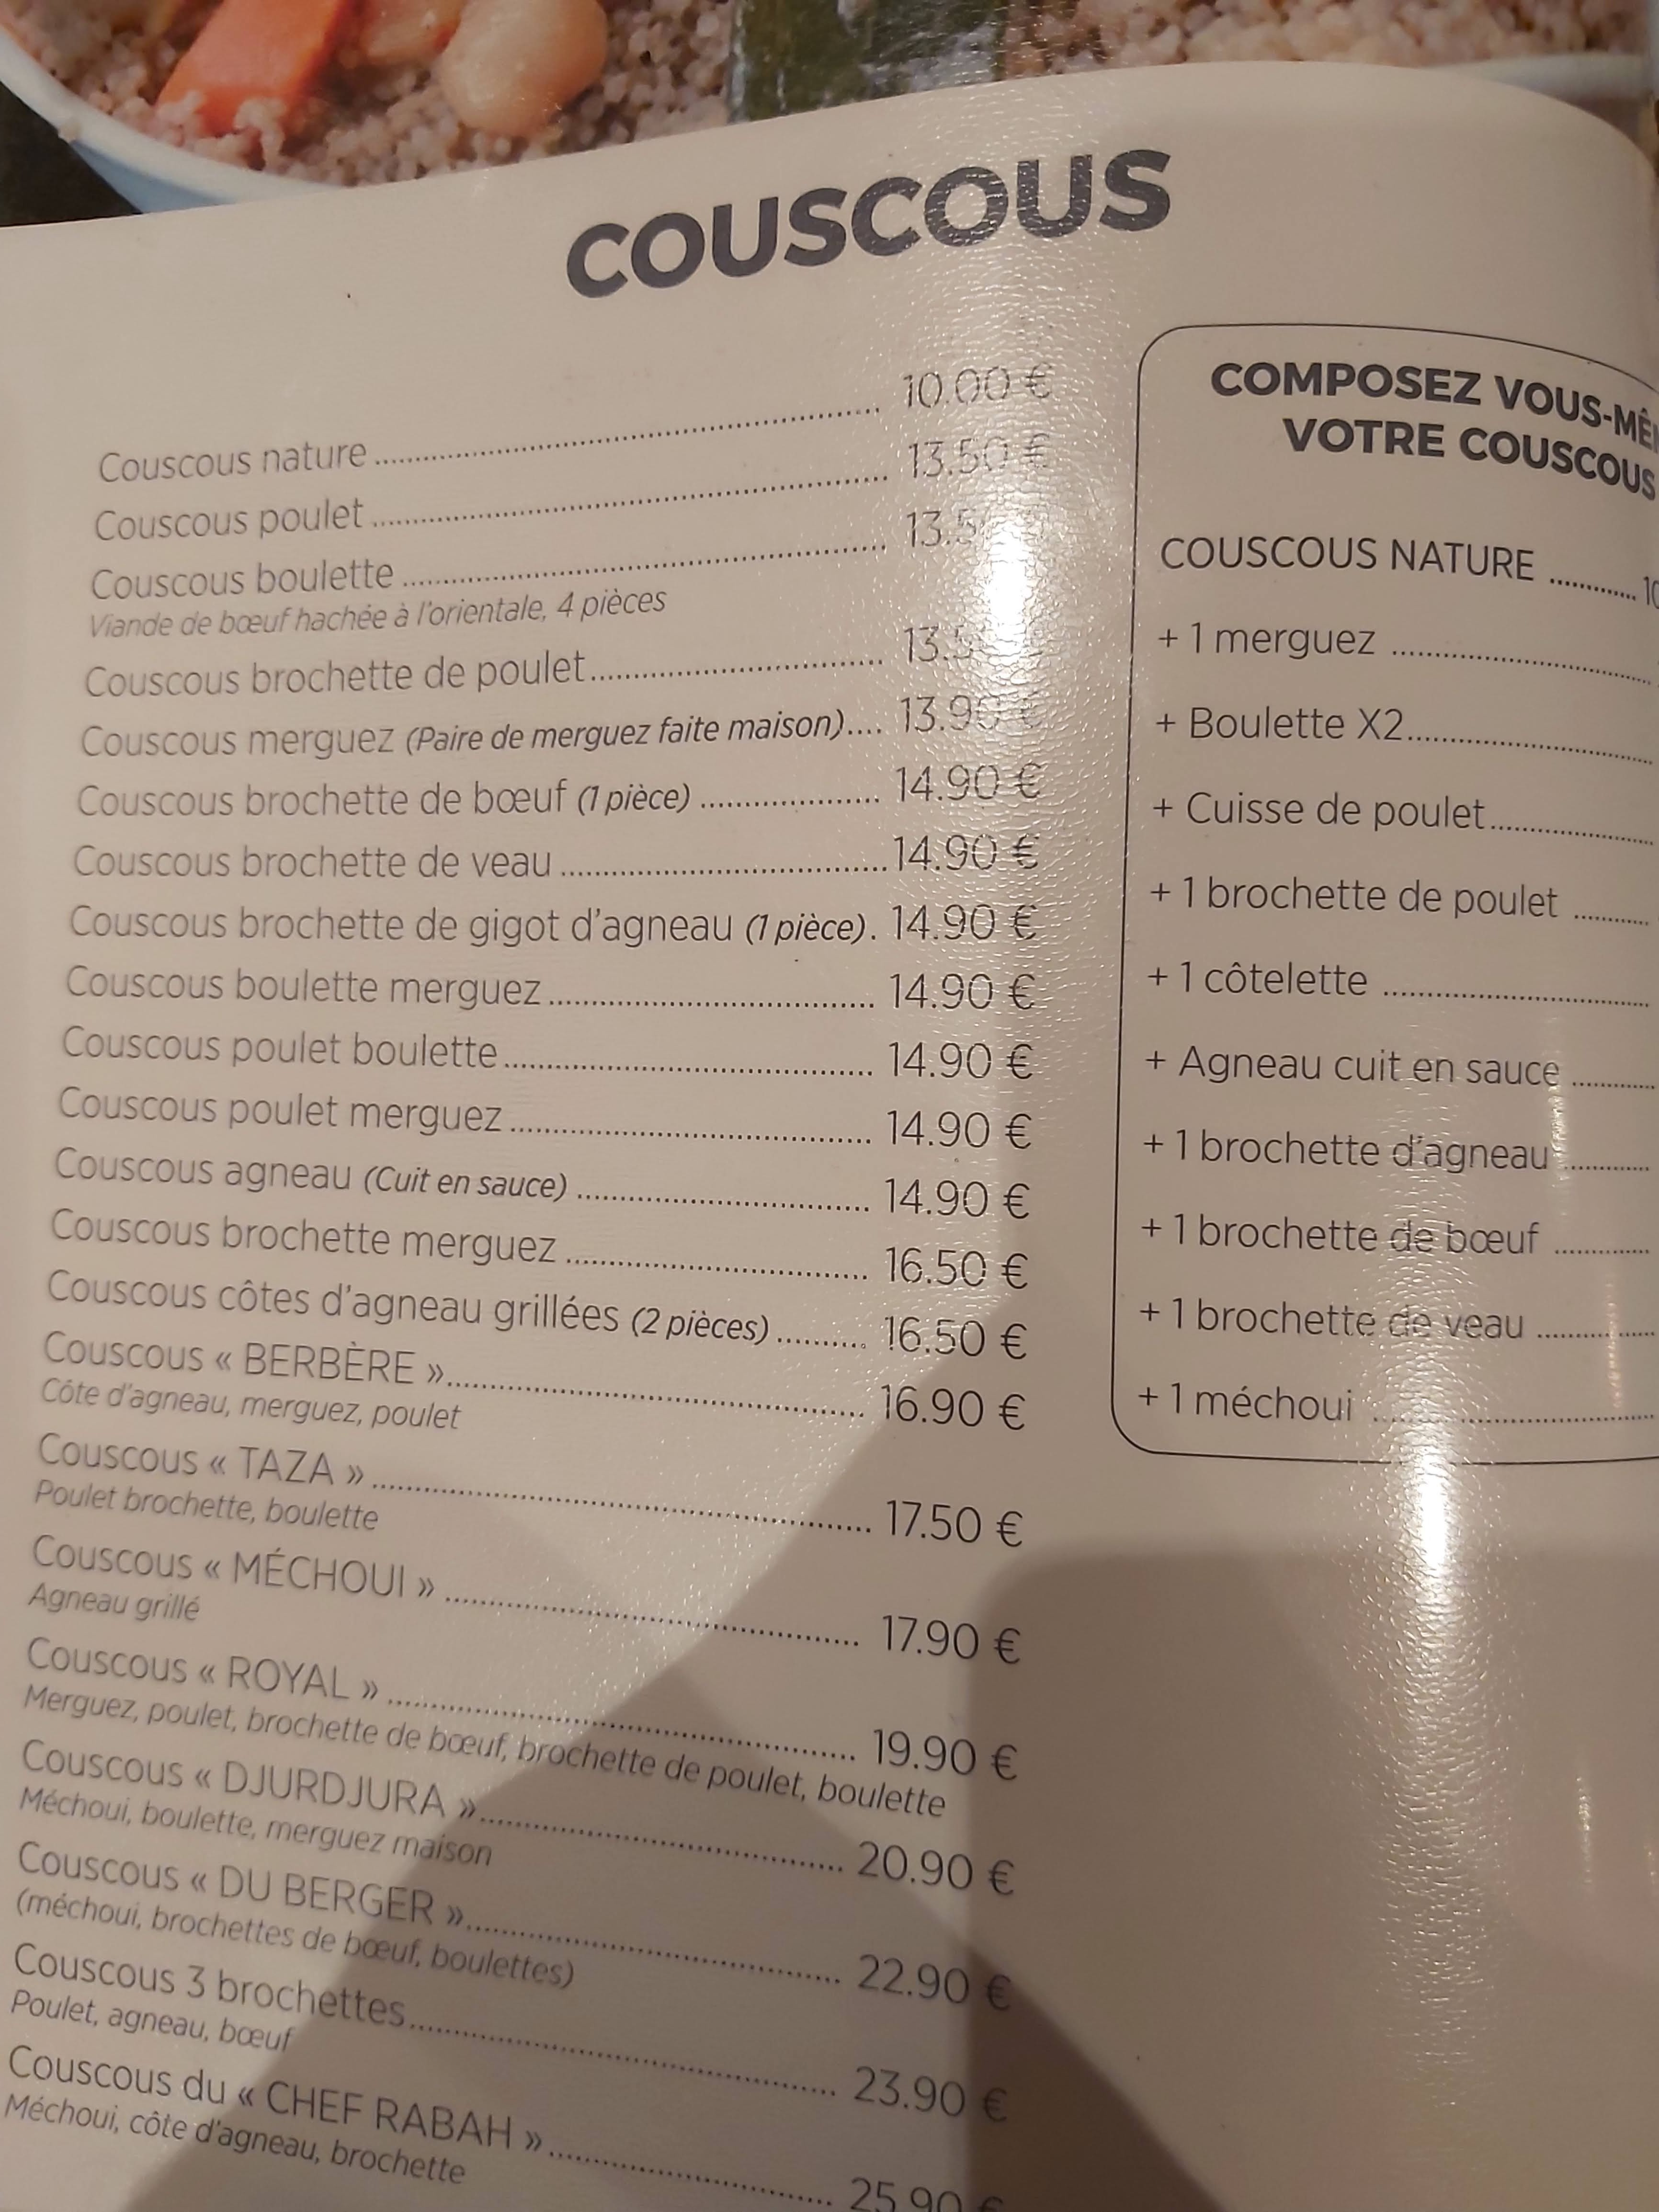 COUSCOUS
Couscous nature 10.00 €
Couscous poulet 13.50 €
Couscous boulette
Viande de bœuf hachée à l'orientale, 4 pièces
Couscous brochette de poulet
Couscous merguez (Paire de merguez faite maison) 13.90 €
Couscous brochette de bœuf (1 pièce) 14.90 €
Couscous brochette de veau 14.90 €
Couscous brochette de gigot d'agneau (1 pièce). 14.90 €
Couscous boulette merguez 14.90 €
Couscous poulet boulette 14.90 €
Couscous poulet merguez 14.90 €
Couscous agneau (Cuit en sauce) 14.90 €
Couscous brochette merguez 16.50 €
Couscous côtes d'agneau grillées (2 pièces) 16.50 €
Couscous « BERBÈRE » 16.90 €
Côte d'agneau, merguez, poulet
Couscous « TAZA » 17.50 €
Poulet brochette, boulette
Couscous « MÉCHOUI » 17.90 €
Agneau grillé
Couscous « ROYAL » 19.90 €
Merguez, poulet, brochette de bœuf, brochette de poulet, boulette
Couscous « DJURDJURA » 20.90 €
Méchoui, boulette, merguez maison
Couscous « DU BERGER » 22.90 €
(méchoui, brochettes de bœuf, boulettes)
Couscous 3 brochettes 23.90 €
Poulet, agneau, bœuf
Couscous du « CHEF RABAH » 25.90 €
Méchoui, côte d'agneau, brochette
COMPOSEZ
VOTRE COUSCOUS
COUSCOUS NATURE
+ 1 merguez
+ Boulette X2
+ Cuisse de poulet
+ 1 brochette de poulet
+ 1 côtelette
+ Agneau cuit en sauce
+ 1 brochette d'agneau
+ 1 brochette de bœuf
+ 1 brochette de veau
+ 1 méchoui